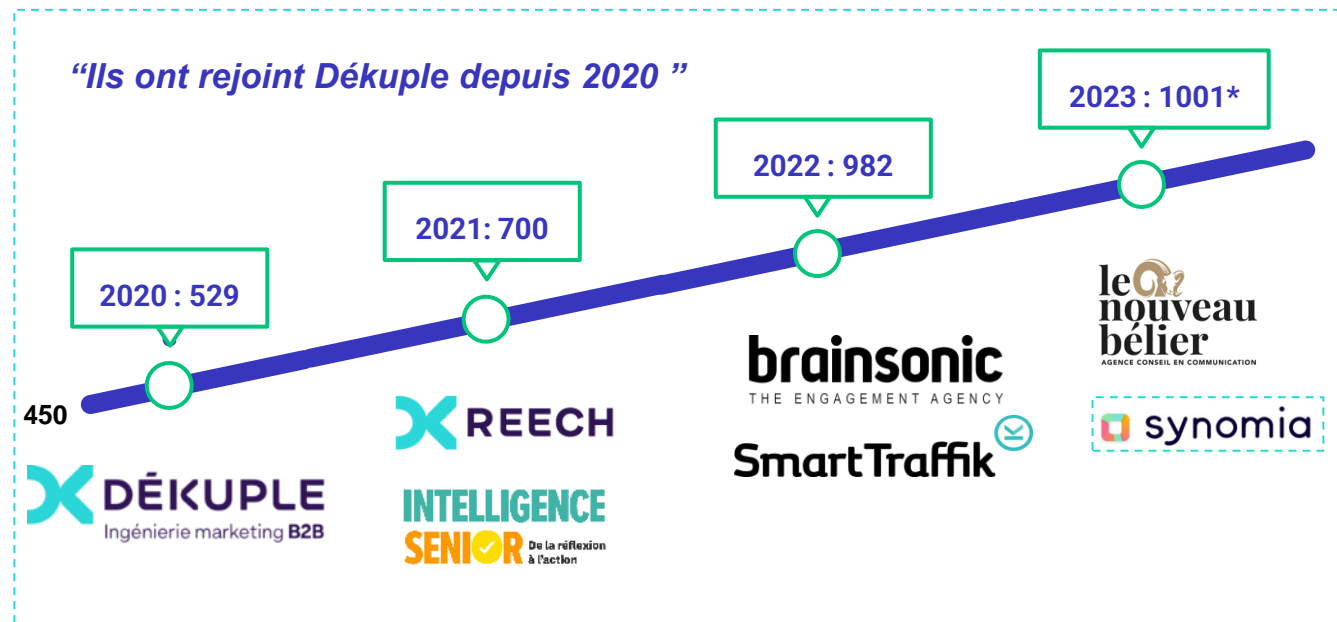 “Ils ont rejoint Dékuple depuis 2020 ”
2023 : 1001*
2022 : 982
2021: 700
2020 : 529
450
DÉKUPLE
Ingénierie marketing B2B
REECH
INTELLIGENCE
SENIOR De la réflexion
à l'action
brainsonic
THE ENGAGEMENT AGENCY
SmartTraffik
le
nouveau
bélier
AGENCE CONSEIL EN COMMUNICATION
synomia